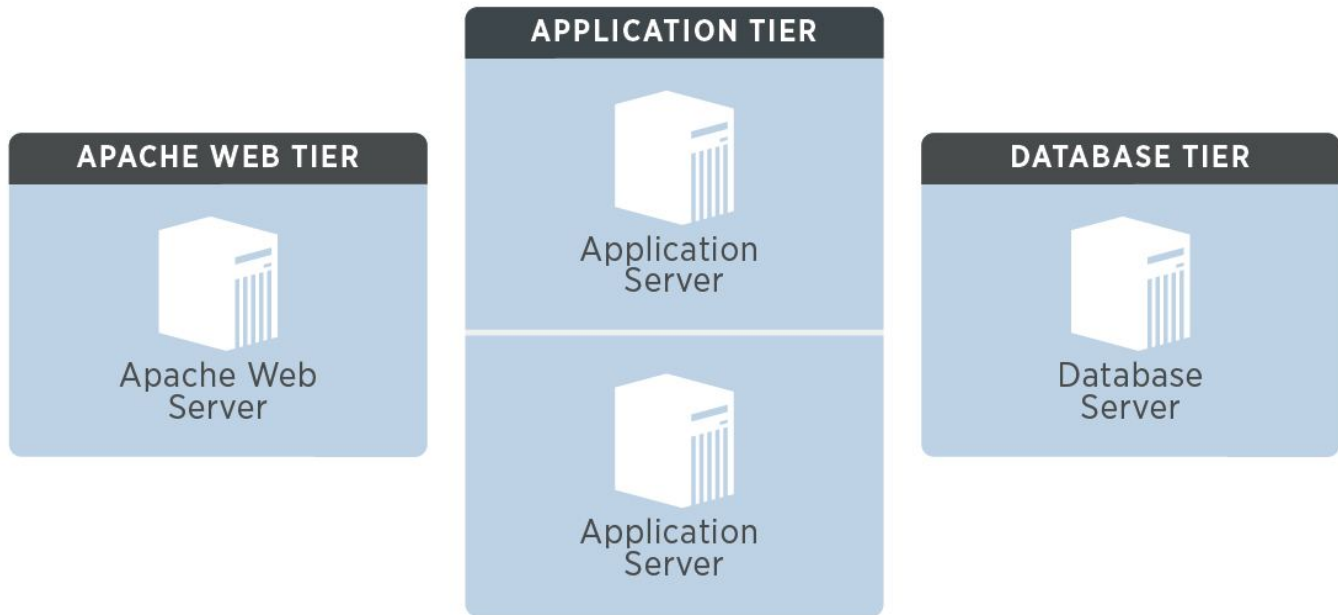 APACHE WEB TIER
Apache Web
Server
APPLICATION TIER
Application
Server
Application
Server
DATABASE TIER
Database
Server